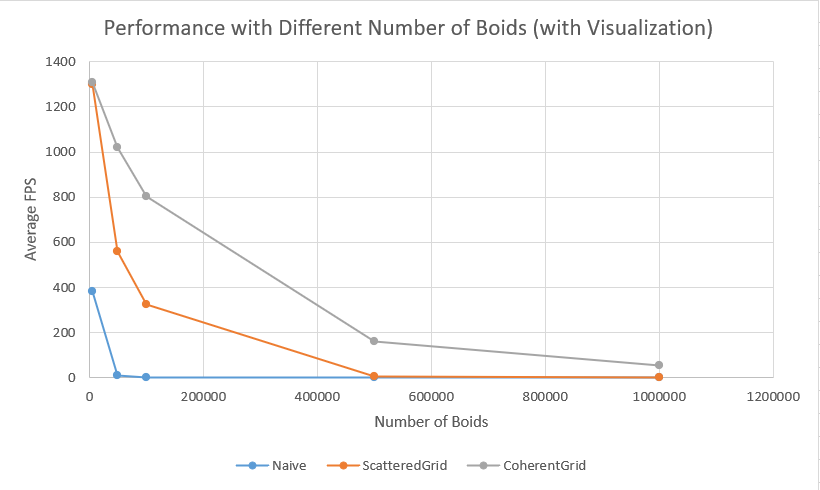 Performance with Different Number of Boids (with Visualization)
1400
1200
1000
800
600
400
200
0
Average FPS
0 200000 400000 600000 800000 1000000 1200000
Number of Boids
Naive ScatteredGrid CoherentGrid